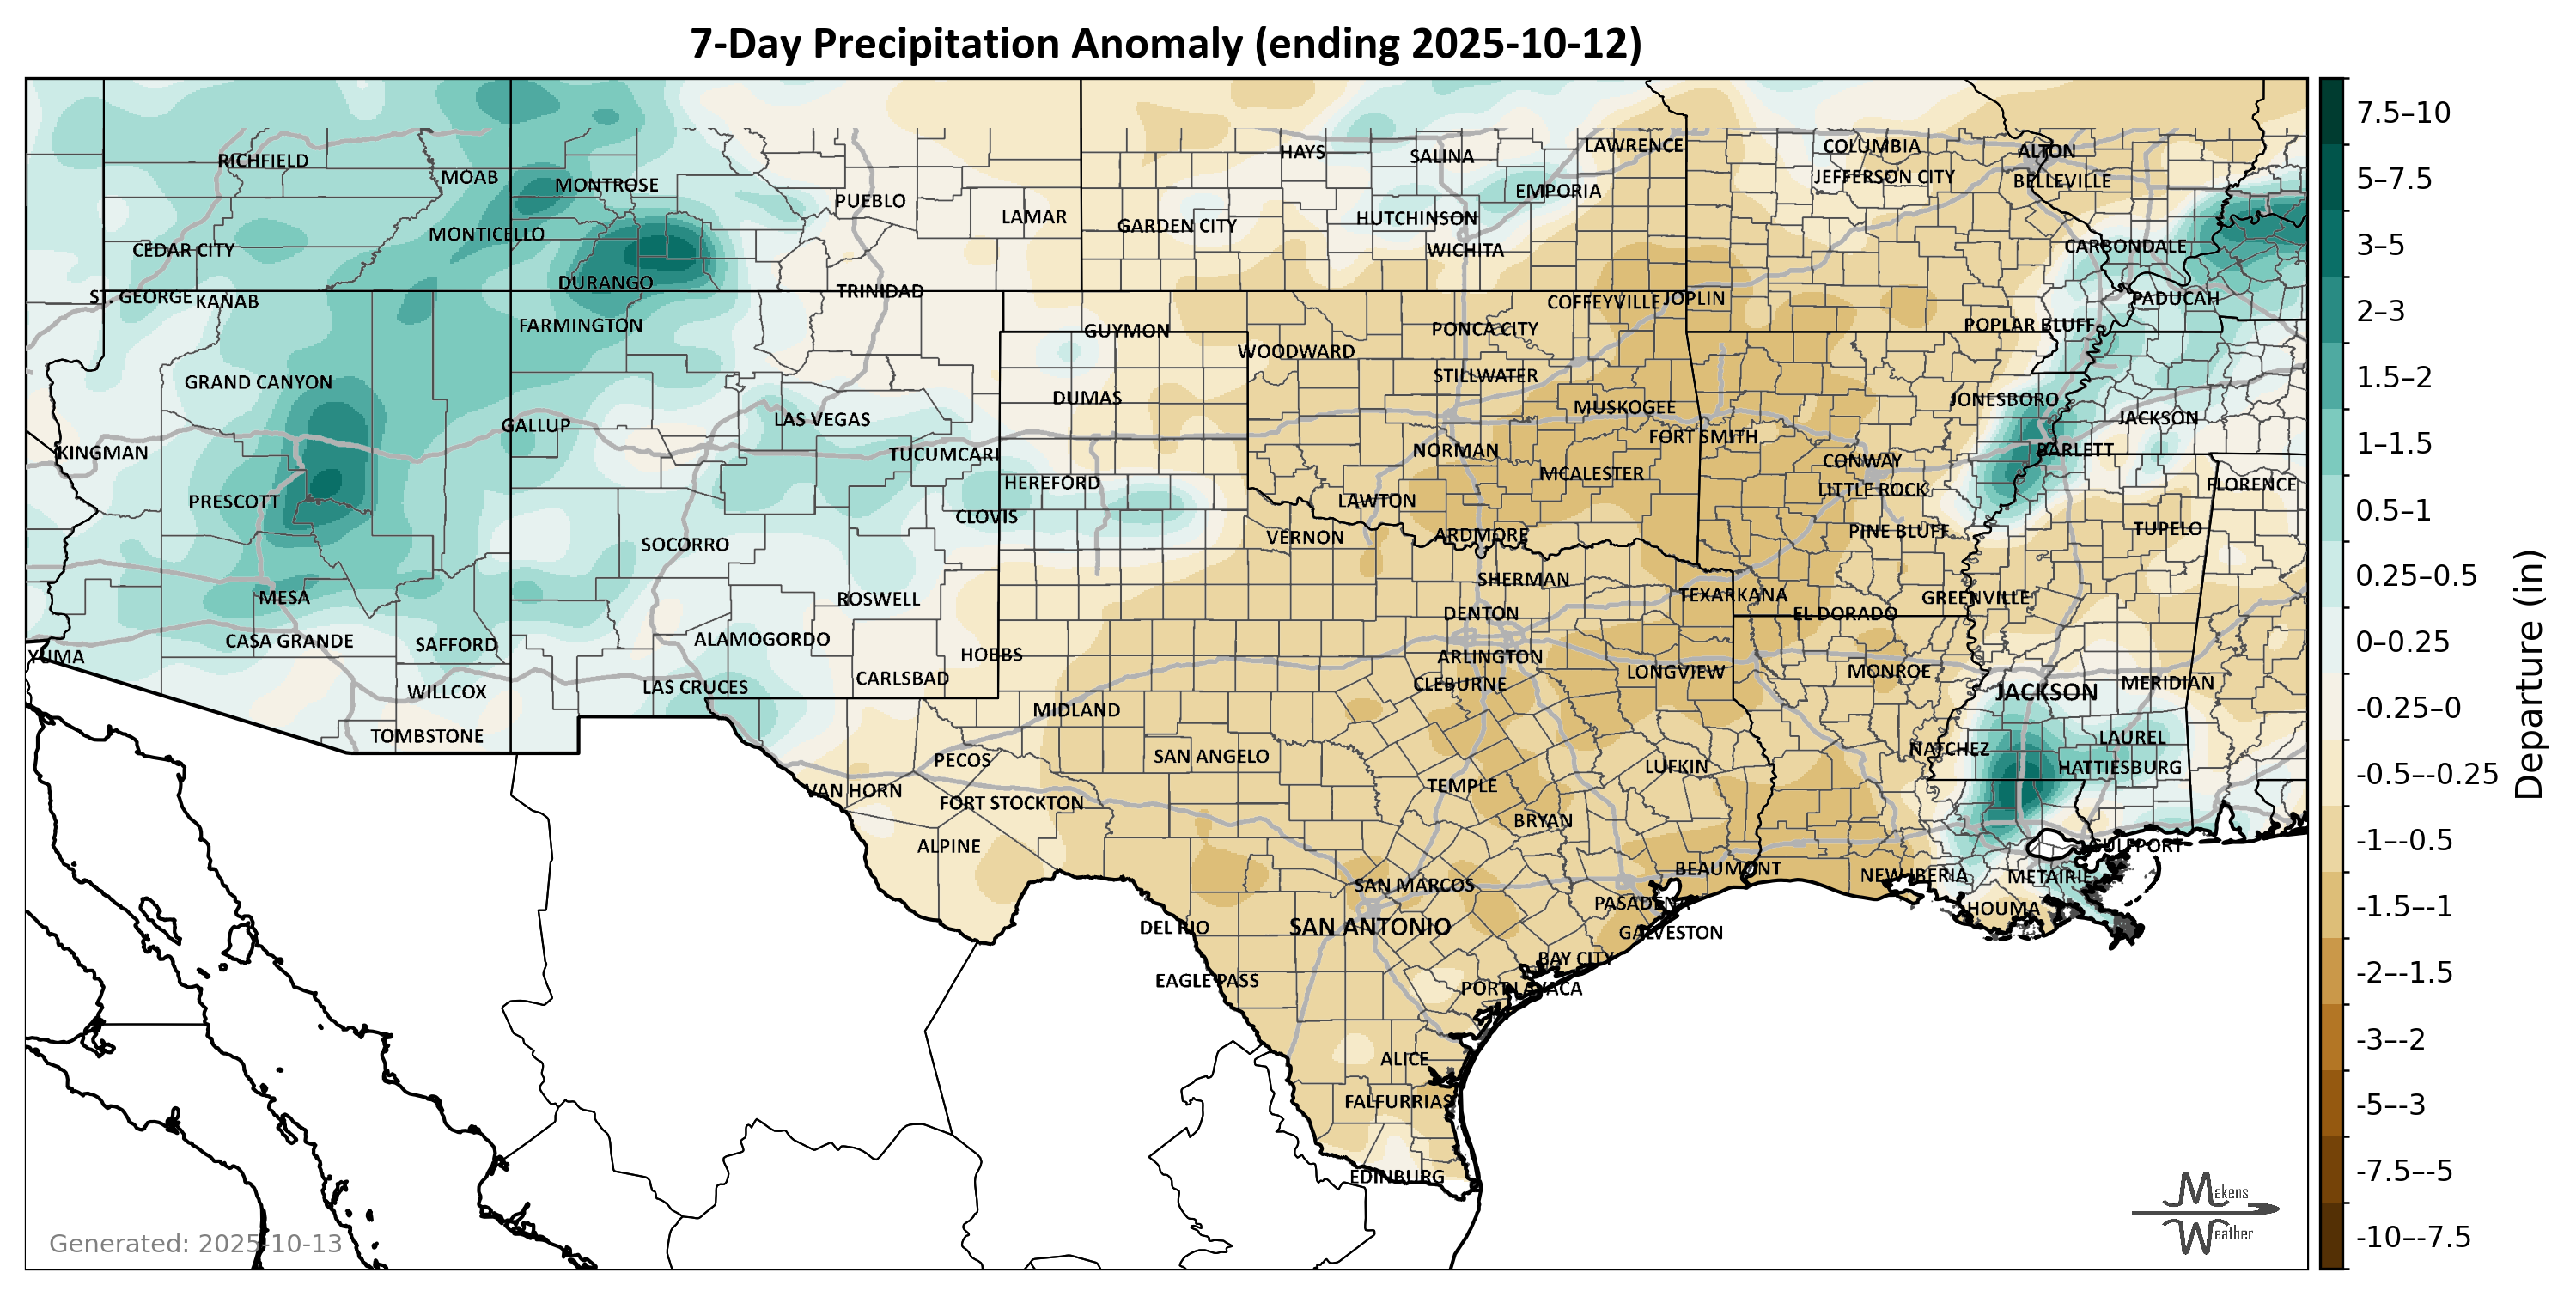 7-Day Precipitation Anomaly (ending 2025-10-12)
RICHFIELD
MOAB
MONTROSE
PUEBLO
LAMAR
HAYS
SALINA
LAWRENCE
EMPORIA
COLUMBIA
JEFFERSON CITY
ALTON
BELLEVILLE
CEDAR CITY
MONTICELLO
GARDEN CITY
HUTCHINSON
WICHITA
CARBONDALE
DURANGO
TRINIDAD
ST. GEORGE
KANAB
FARMINGTON
GUYMON
COFFEYVILLE
JOPLIN
PONCA CITY
PADUCAH
POPLAR BLUFF
WOODWARD
STILLWATER
GRAND CANYON
DUMAS
MUSKOGEE
JONESBORO
JACKSON
GALLUP
LAS VEGAS
TUCUMCARI
NORMAN
FORT SMITH
KINGMAN
BARLETT
CONWAY
MCALESTER
LITTLE ROCK
HEREFORD
FLORENCE
PRESCOTT
LAWTON
CLOVIS
VERNON
ARDMORE
PINE BLUFF
TUPELO
SOCORRO
SHERMAN
MESA
ROSWELL
TEXARKANA
GREENVILLE
DENTON
EL DORADO
CASA GRANDE
SAFFORD
ALAMOGORDO
HOBBS
ARLINGTON
YUMA
CARLSBAD
CLEBURNE
LONGVIEW
MONROE
MERIDIAN
WILLCOX
LAS CRUCES
JACKSON
MIDLAND
TOMBSTONE
LAUREL
NATCHEZ
PECOS
SAN ANGELO
LUFKIN
HATTIESBURG
VAN HORN
FORT STOCKTON
TEMPLE
BRYAN
ALPINE
GULFPORT
BEAUMONT
NEW IBERIA
METAIRIE
SAN MARCOS
PASADENA
HOUMA
DEL RIO
SAN ANTONIO
GALVESTON
BAY CITY
EAGLE PASS
PORT LAVACA
ALICE
FALFURRIAS
EDINBURG
Generated: 2025-10-13
Makens
Weather
7.5–10
5–7.5
3–5
2–3
1.5–2
1–1.5
0.5–1
0.25–0.5
0–0.25
-0.25–0
-0.5–-0.25
-1–-0.5
-1.5–-1
-2–-1.5
-3–-2
-5–-3
-7.5–-5
-10–-7.5
Departure (in)